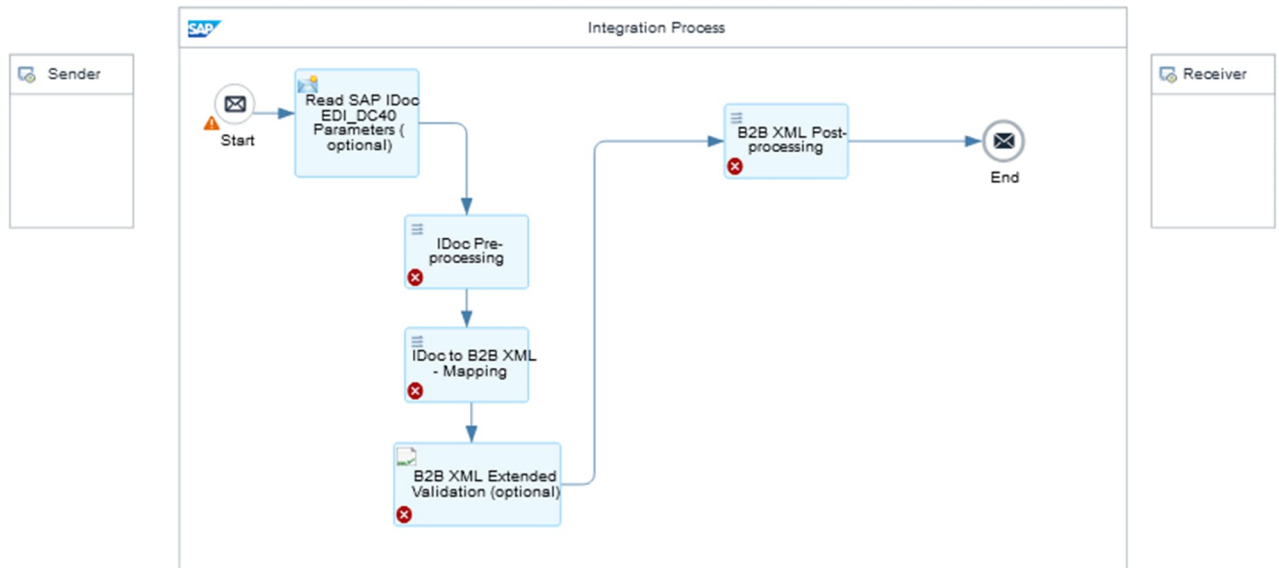 SAP
Integration Process
Sender
Receiver
Start
Read SAP IDoc
EDI_DC40
Parameters (
optional)
IDoc Pre-
processing
IDoc to B2B XML
- Mapping
B2B XML Extended
Validation (optional)
B2B XML Post-
processing
End